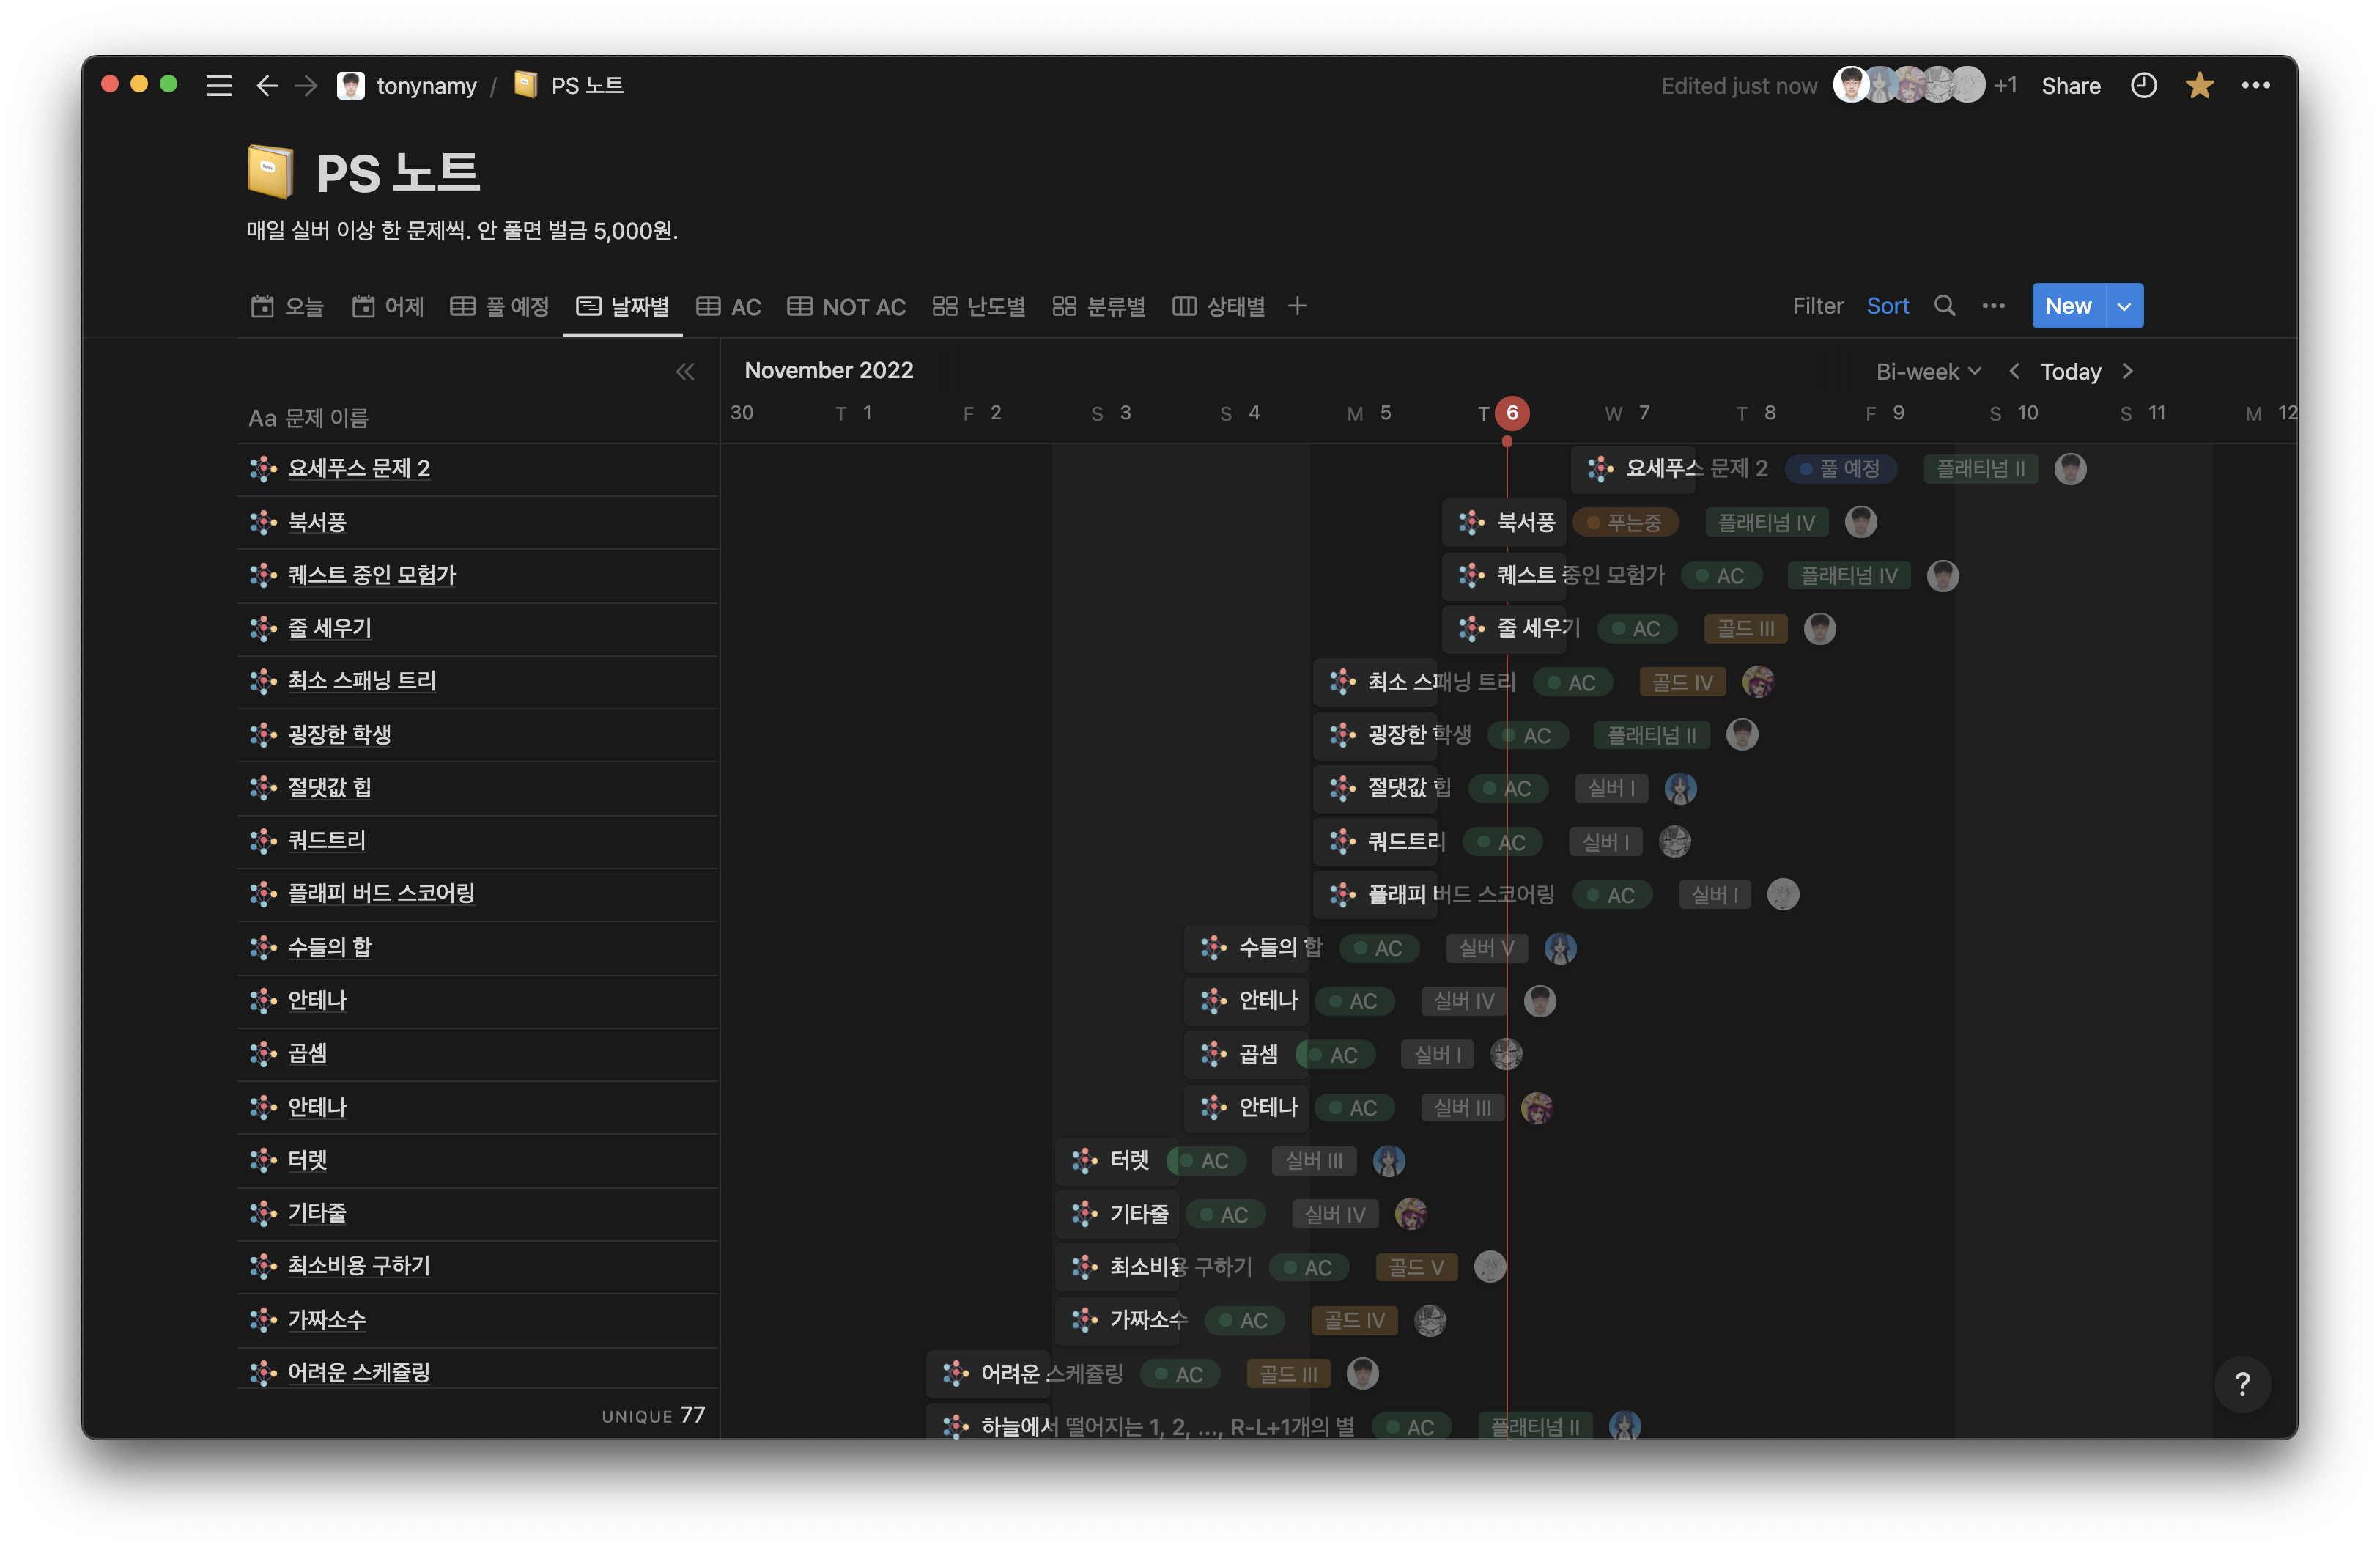 tonynamy / PS 노트
Edited just now +1 Share
PS 노트
매일 실버 이상 한 문제씩. 안 풀면 벌금 5,000원.
오늘 어제 풀 예정 날짜별 AC NOT AC 난도별 분류별 상태별
Filter Sort New
November 2022 Bi-week Today
30 T 1 F 2 S 3 S 4 M 5 T 6 W 7 T 8 F 9 S 10 S 11 M 12
Aa 문제 이름
요세푸스 문제 2 요세푸스 문제 2 풀 예정 플래티넘 II
북서풍 북서풍 푸는중 플래티넘 IV
퀘스트 중인 모험가 퀘스트 중인 모험가 AC 플래티넘 IV
줄 세우기 줄 세우기 AC 골드 III
최소 스패닝 트리 최소 스패닝 트리 AC 골드 IV
굉장한 학생 굉장한 학생 AC 플래티넘 II
절댓값 힙 절댓값 힙 AC 실버 I
쿼드트리 쿼드트리 AC 실버 I
플래피 버드 스코어링 플래피 버드 스코어링 AC 실버 I
수들의 합 수들의 합 AC 실버 V
안테나 안테나 AC 실버 IV
곱셈 곱셈 AC 실버 I
안테나 안테나 AC 실버 III
터렛 터렛 AC 실버 III
기타줄 기타줄 AC 실버 IV
최소비용 구하기 최소비용 구하기 AC 골드 V
가짜소수 가짜소수 AC 골드 IV
어려운 스케쥴링 어려운 스케쥴링 AC 골드 III
UNIQUE 77 하늘에서 떨어지는 1, 2, ..., R-L+1개의 별 AC 플래티넘 II
?